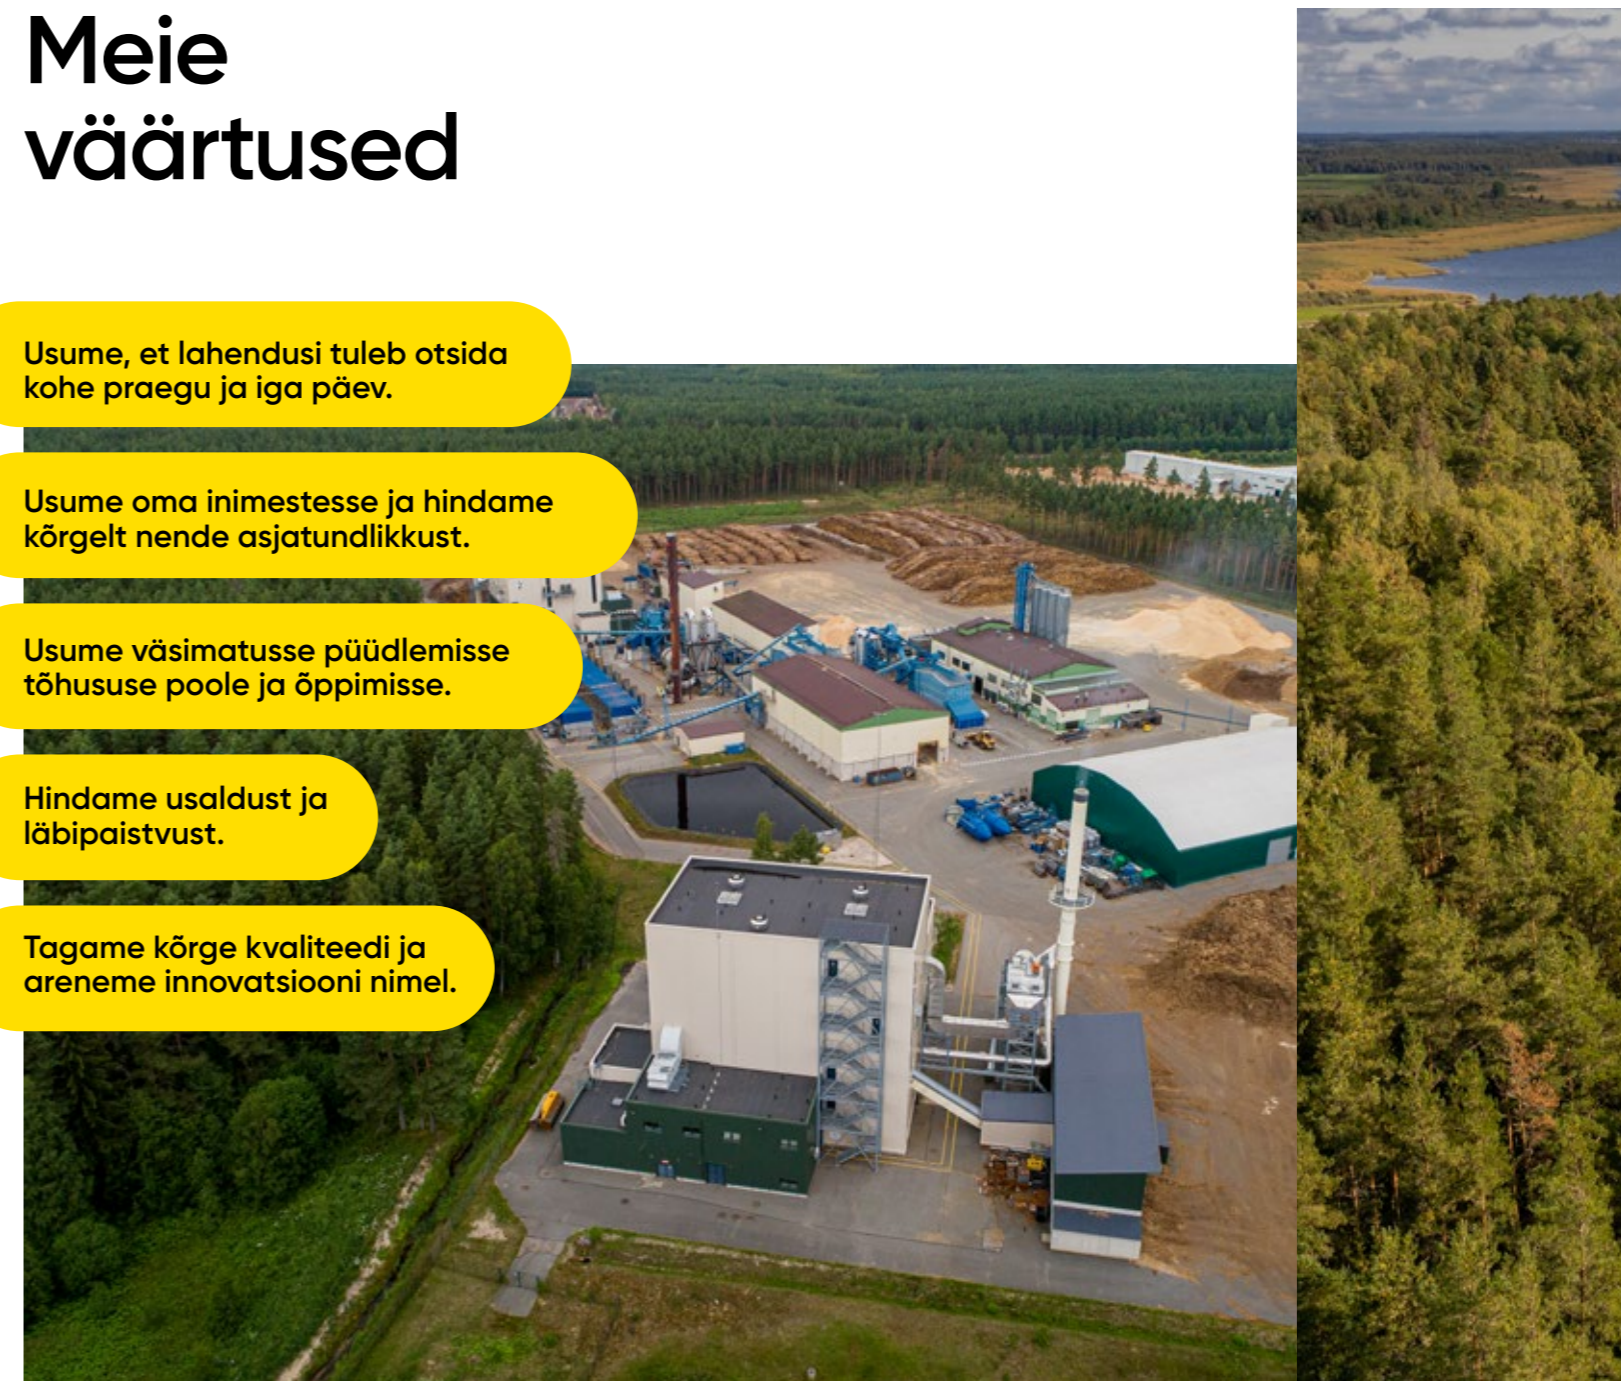 Meie
väärtused
Usume, et lahendusi tuleb otsida
kohe praegu ja iga päev.
Usume oma inimestesse ja hindame
kõrgelt nende asjatundlikkust.
Usume väsimatusse püüdlemisse
tõhususe poole ja õppimisse.
Hindame usaldust ja
läbipaistvust.
Tagame kõrge kvaliteedi ja
areneme innovatsiooni nimel.